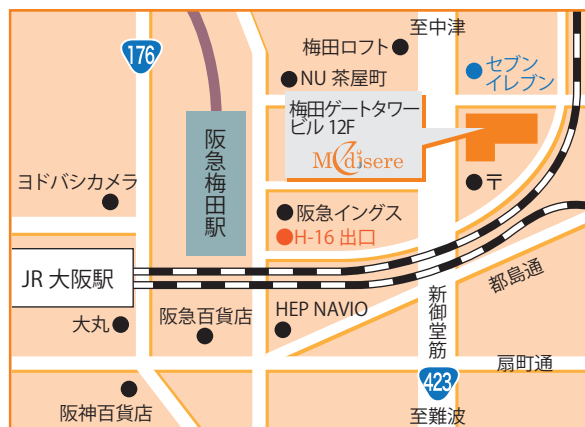 至中津
176
梅田ロフト
NU 茶屋町
セブン
イレブン
梅田ゲートタワー
ビル 12F
Medisere
阪急梅田駅
〒
ヨドバシカメラ
阪急イングス
H-16 出口
JR 大阪駅
都島通
新御堂筋
大丸
阪急百貨店
HEP NAVIO
扇町通
423
阪神百貨店
至難波